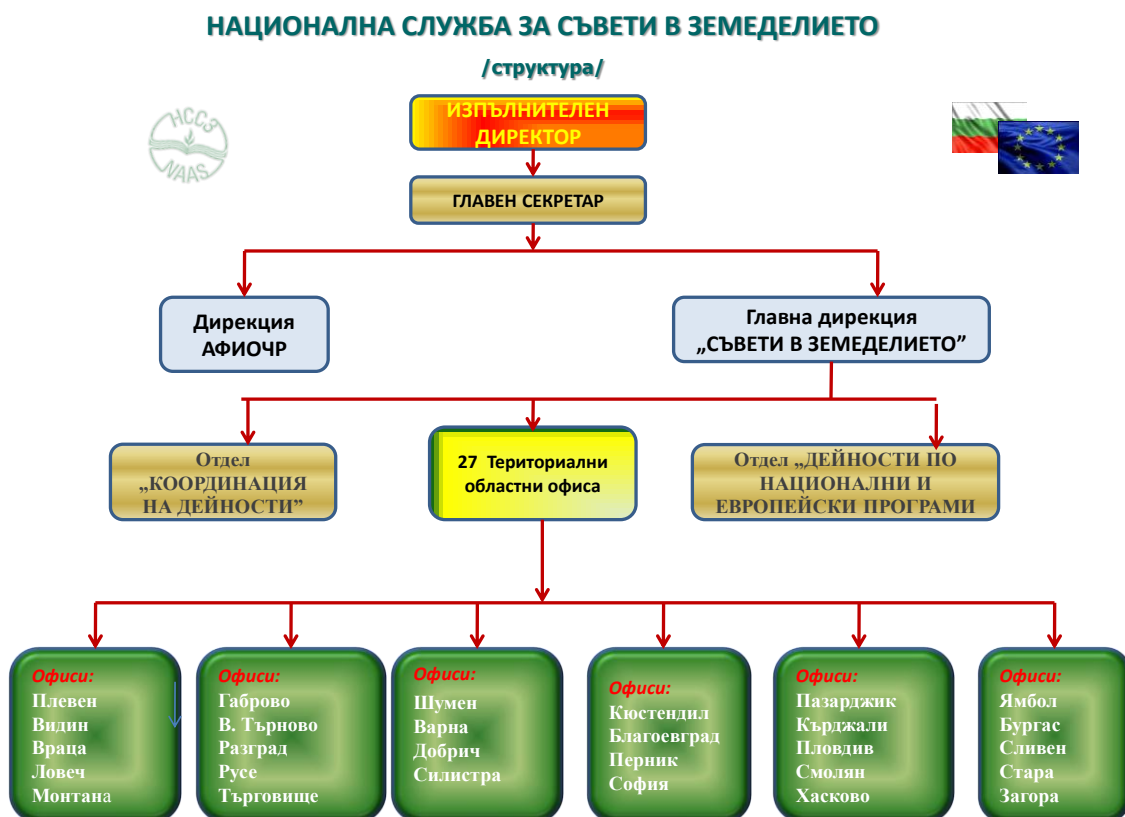 НАЦИОНАЛНА СЛУЖБА ЗА СЪВЕТИ В ЗЕМЕДЕЛИЕТО
/структура/
НССЗ
NAAS
ИЗПЪЛНИТЕЛЕН
ДИРЕКТОР
ГЛАВЕН СЕКРЕТАР
Дирекция
АФИОЧР
Главна дирекция
„СЪВЕТИ В ЗЕМЕДЕЛИЕТО”
Отдел
„КООРДИНАЦИЯ
НА ДЕЙНОСТИ”
27 Териториални
областни офиса
Отдел „ДЕЙНОСТИ ПО
НАЦИОНАЛНИ И
ЕВРОПЕЙСКИ ПРОГРАМИ
Офиси:
Плевен
Видин
Враца
Ловеч
Монтана
Офиси:
Габрово
В. Търново
Разград
Русе
Търговище
Офиси:
Шумен
Варна
Добрич
Силистра
Офиси:
Кюстендил
Благоевград
Перник
София
Офиси:
Пазарджик
Кърджали
Пловдив
Смолян
Хасково
Офиси:
Ямбол
Бургас
Сливен
Стара
Загора